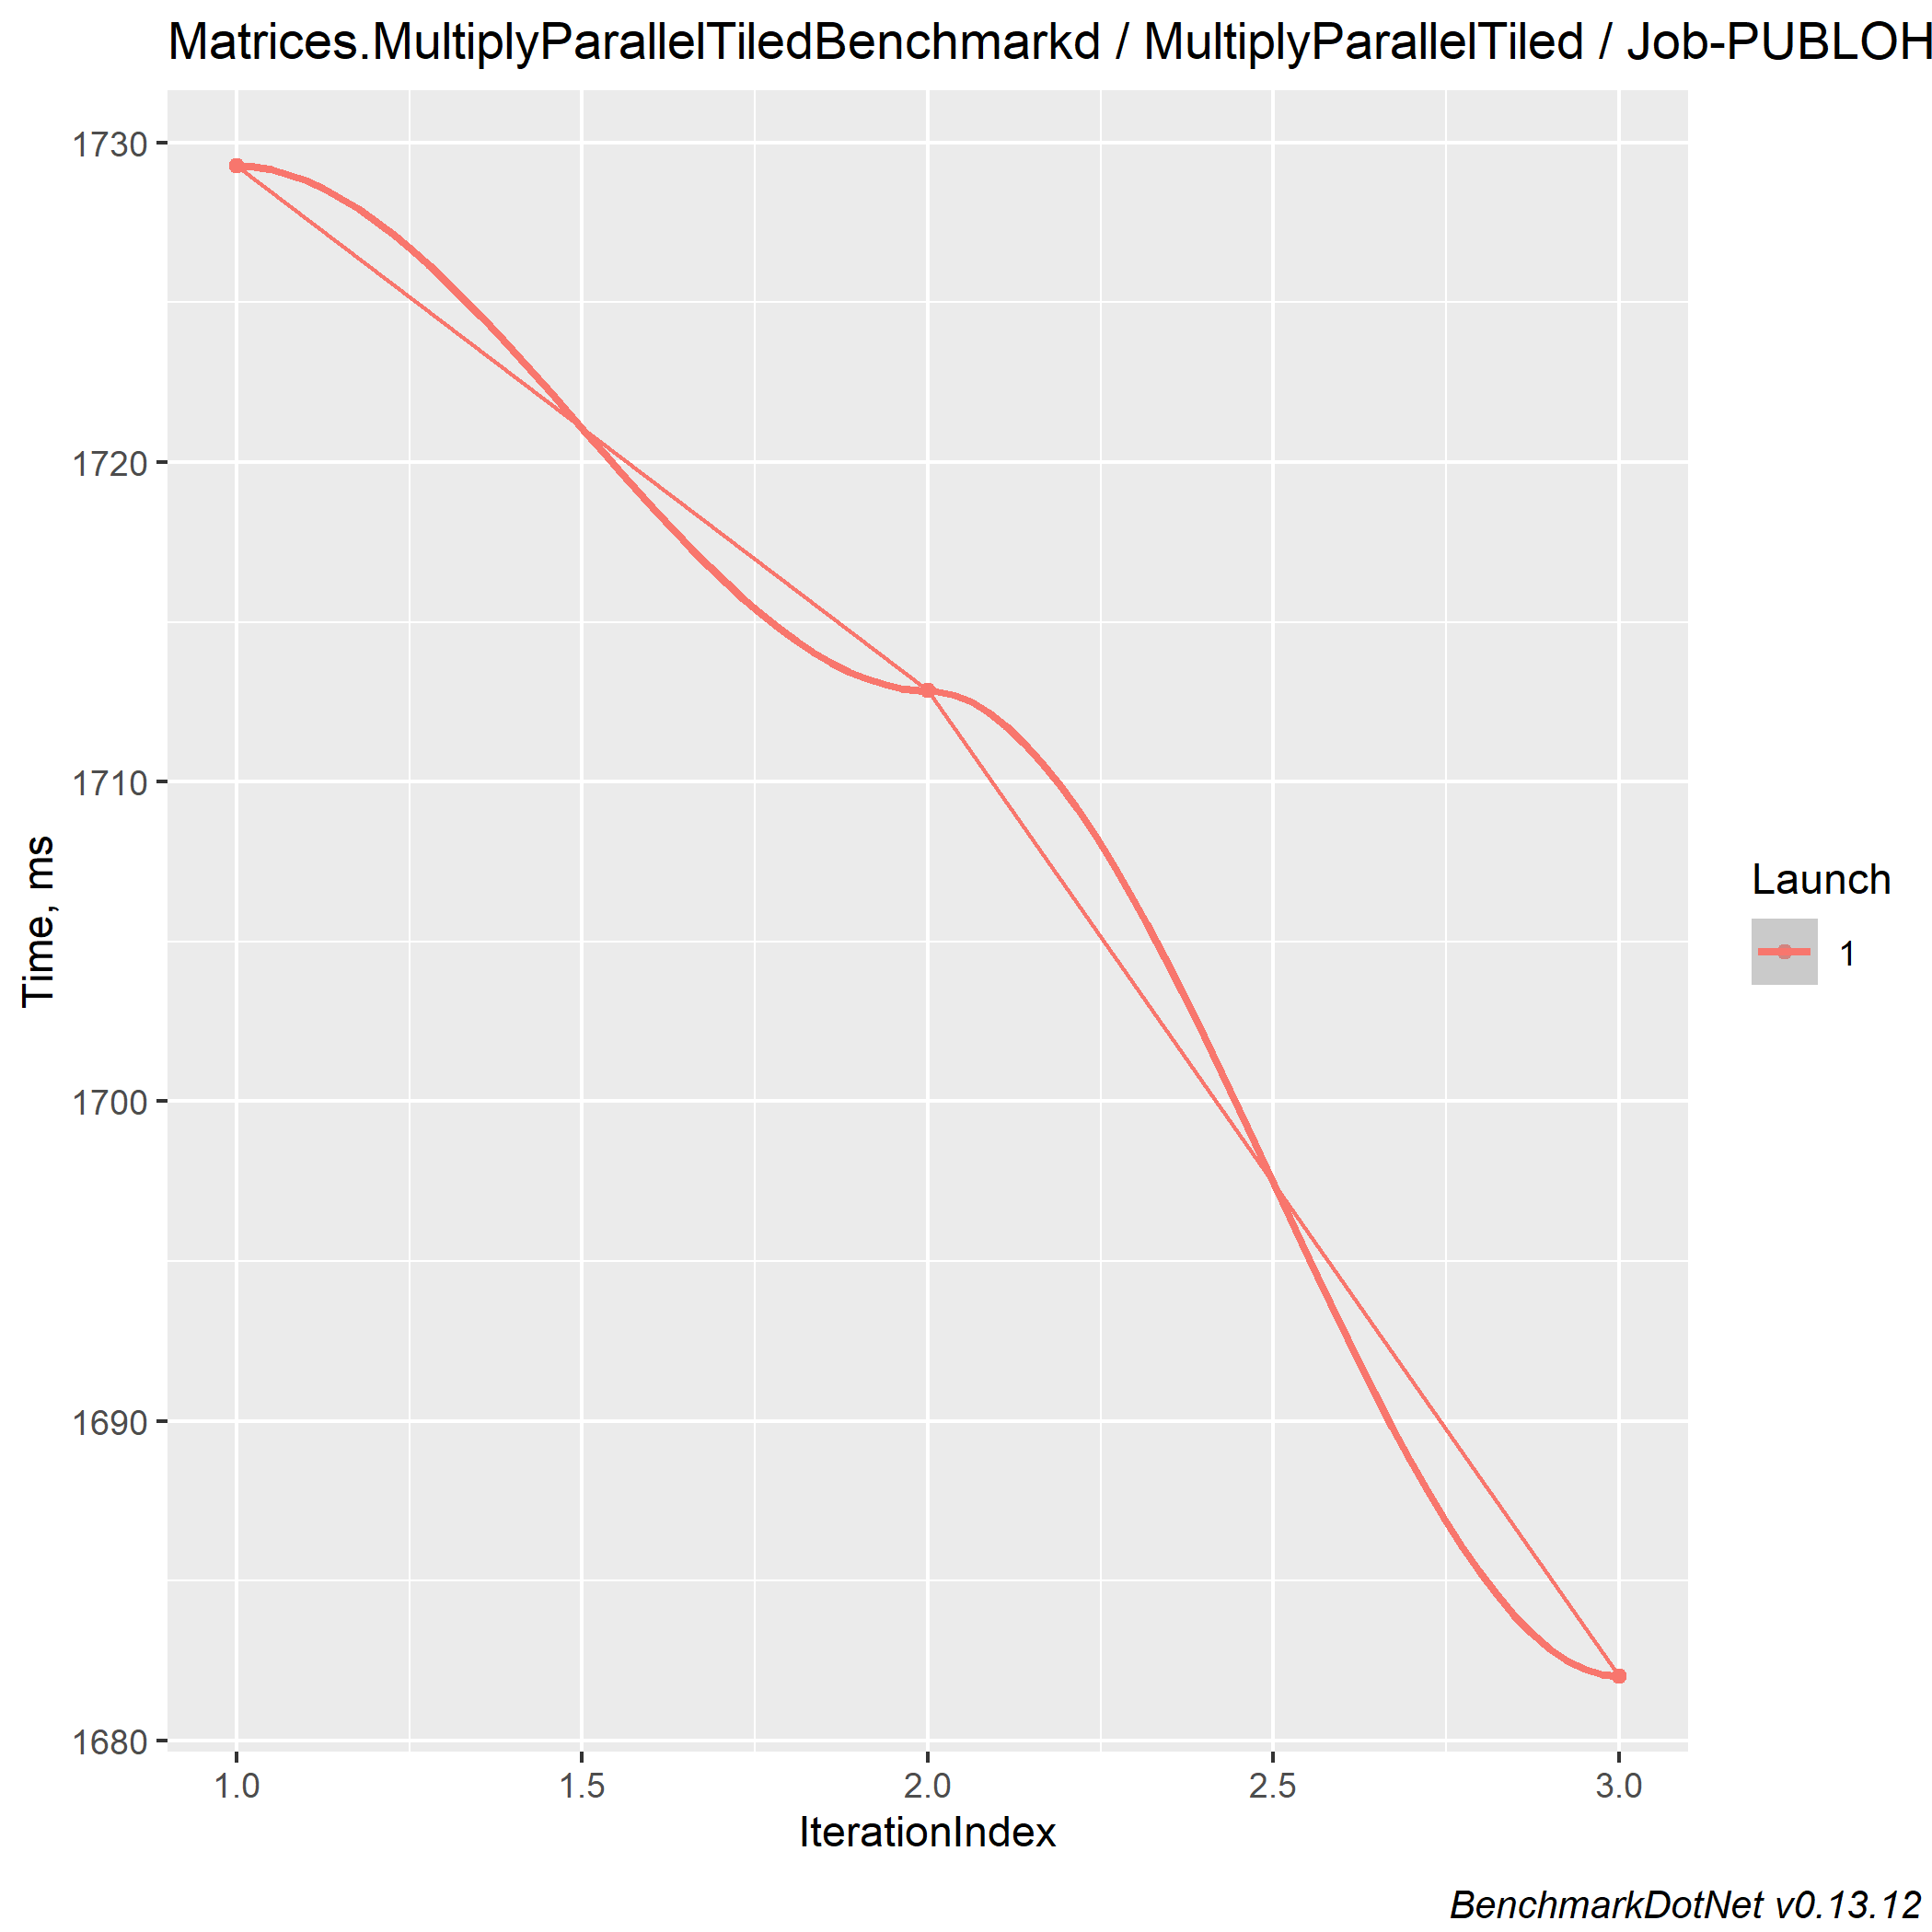 Matrices.MultiplyParallelTiledBenchmarkd / MultiplyParallelTiled / Job-PUBLOH
1730
1720
1710
1700
1690
1680
Time, ms
1.0 1.5 2.0 2.5 3.0
IterationIndex
Launch
1
BenchmarkDotNet v0.13.12